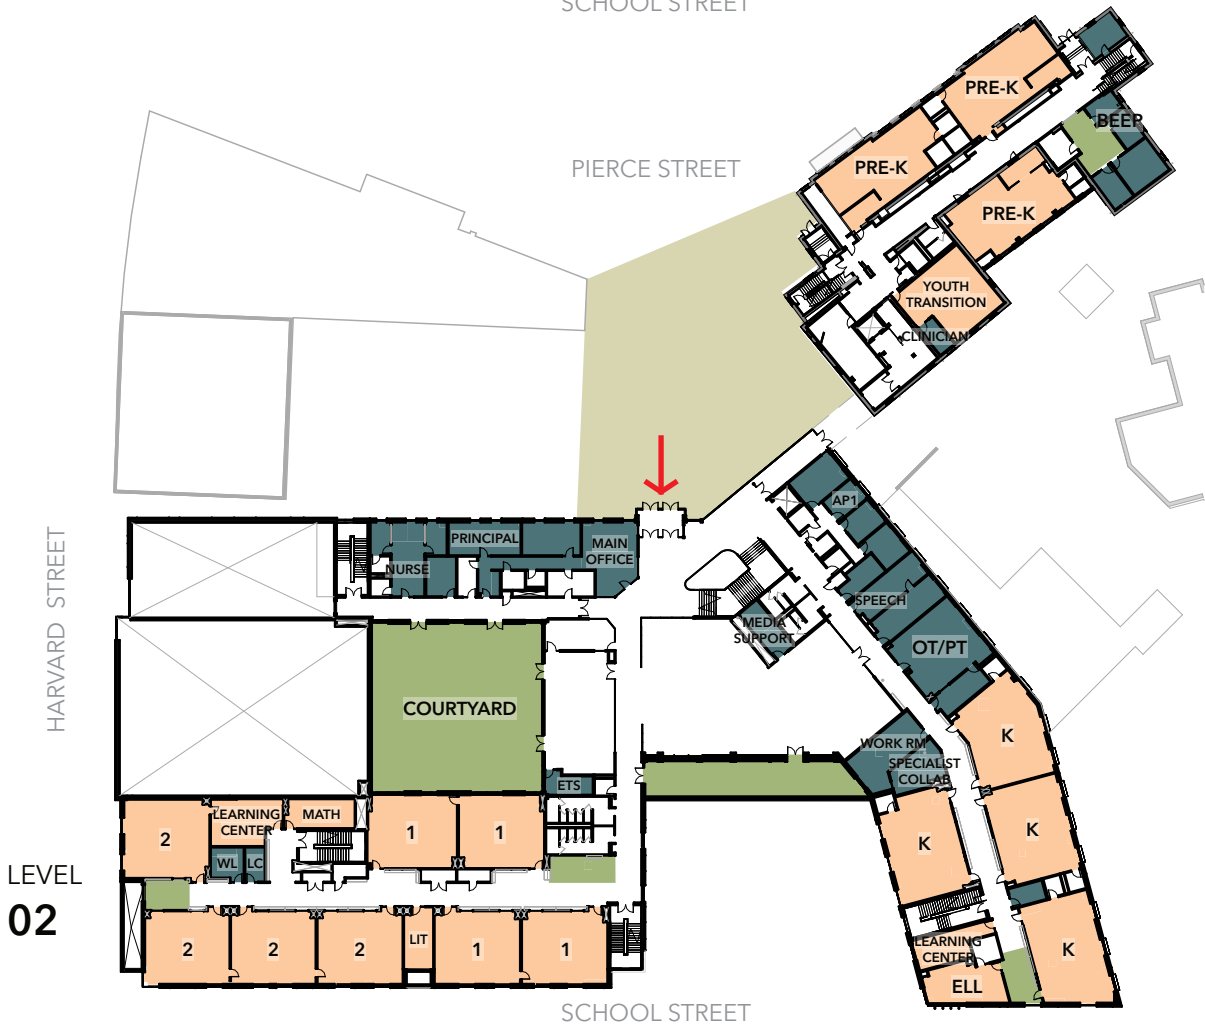 SCHOOL STREET
PRE-K
BEEP
PIERCE STREET
PRE-K
PRE-K
YOUTH
TRANSITION
CLINICIAN
AP1
PRINCIPAL
MAIN
OFFICE
NURSE
SPEECH
MEDIA
SUPPORT
OT/PT
HARVARD STREET
COURTYARD
K
WORK RM
SPECIALIST
COLLAB
ETS
LEARNING
CENTER
MATH
2
1
1
K
K
WL
LC
LEVEL
02
2
2
2
LIT
1
1
LEARNING
CENTER
K
ELL
SCHOOL STREET